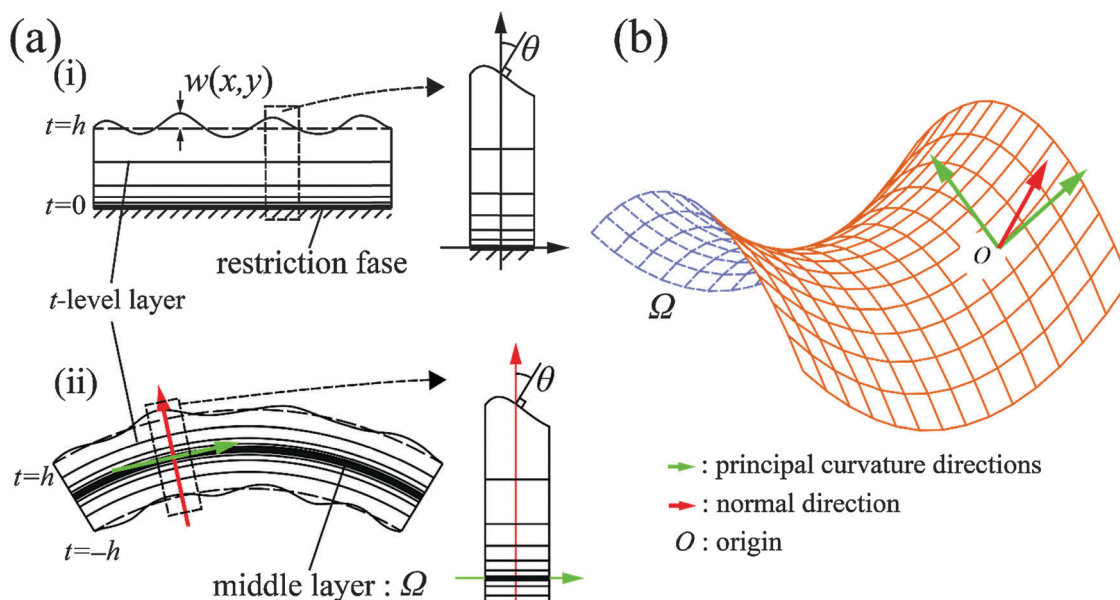 (a)
(i)
w(x,y)
θ
t=h
t=0
restriction fase
t-level layer
(ii)
θ
t=h
t=–h
middle layer : Ω
(b)
Ω
O
: principal curvature directions
: normal direction
O : origin